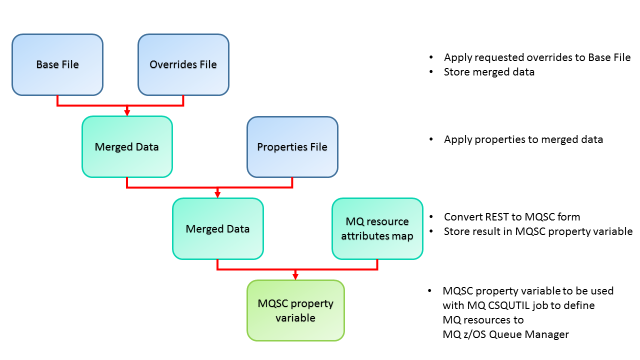 Base File
Overrides File
• Apply requested overrides to Base File
• Store merged data
Merged Data
Properties File
• Apply properties to merged data
Merged Data
MQ resource
attributes map
• Convert REST to MQSC form
• Store result in MQSC property variable
MQSC property
variable
• MQSC property variable to be used
with MQ CSQUTIL job to define
MQ resources to
MQ z/OS Queue Manager